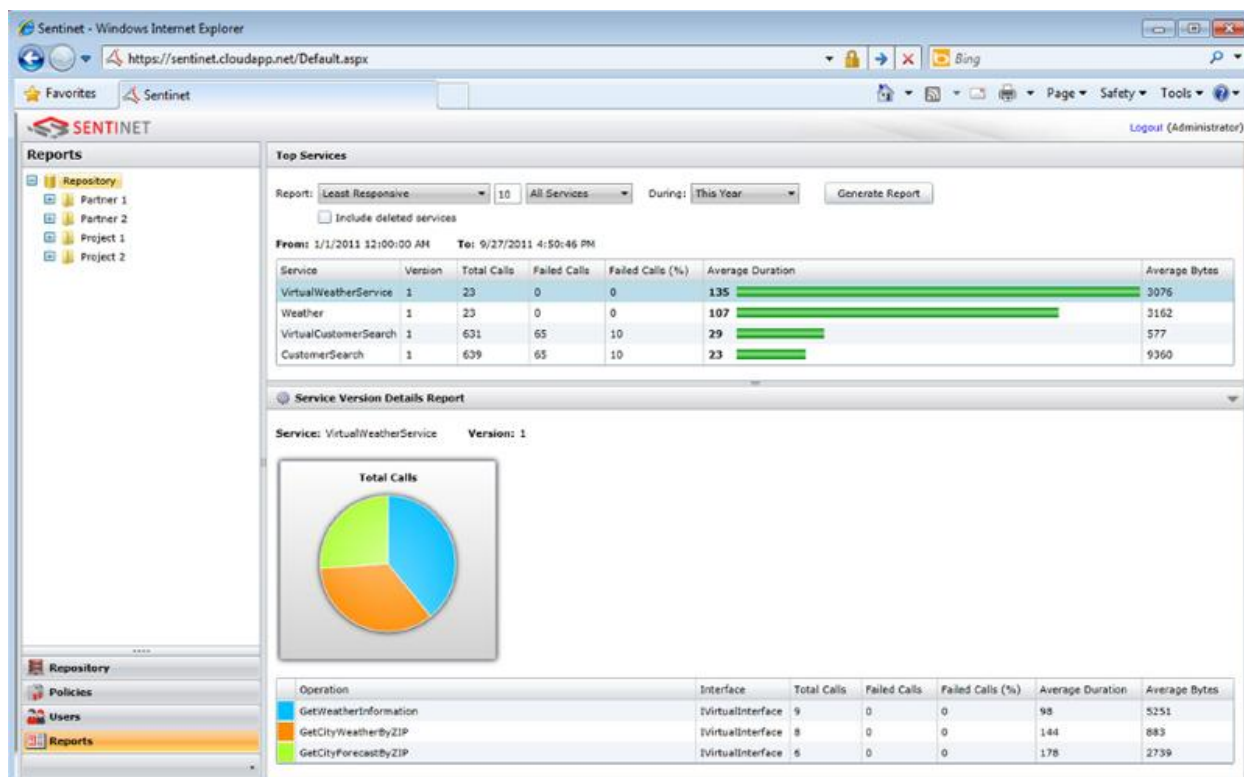 Sentinet - Windows Internet Explorer
https://sentinet.cloudapp.net/Default.aspx
Bing
Favorites Sentinet
Page Safety Tools
SENTINET
Logout (Administrator)
Reports
Repository
Partner 1
Partner 2
Project 1
Project 2
Repository
Policies
Users
Reports
Top Services
Report: Least Responsive 10 All Services During: This Year Generate Report
Include deleted services
From: 1/1/2011 12:00:00 AM To: 9/27/2011 4:50:46 PM
Service Version Total Calls Failed Calls Failed Calls (%) Average Duration Average Bytes
VirtualWeatherService 1 23 0 0 135 3076
Weather 1 23 0 0 107 3162
VirtualCustomerSearch 1 631 65 10 29 577
CustomerSearch 1 639 65 10 23 9360
Service Version Details Report
Service: VirtualWeatherService Version: 1
Total Calls
Operation Interface Total Calls Failed Calls Failed Calls (%) Average Duration Average Bytes
GetWeatherInformation IVirtualInterface 9 0 0 98 5251
GetCityWeatherByZIP IVirtualInterface 8 0 0 144 883
GetCityForecastByZIP IVirtualInterface 6 0 0 178 2739